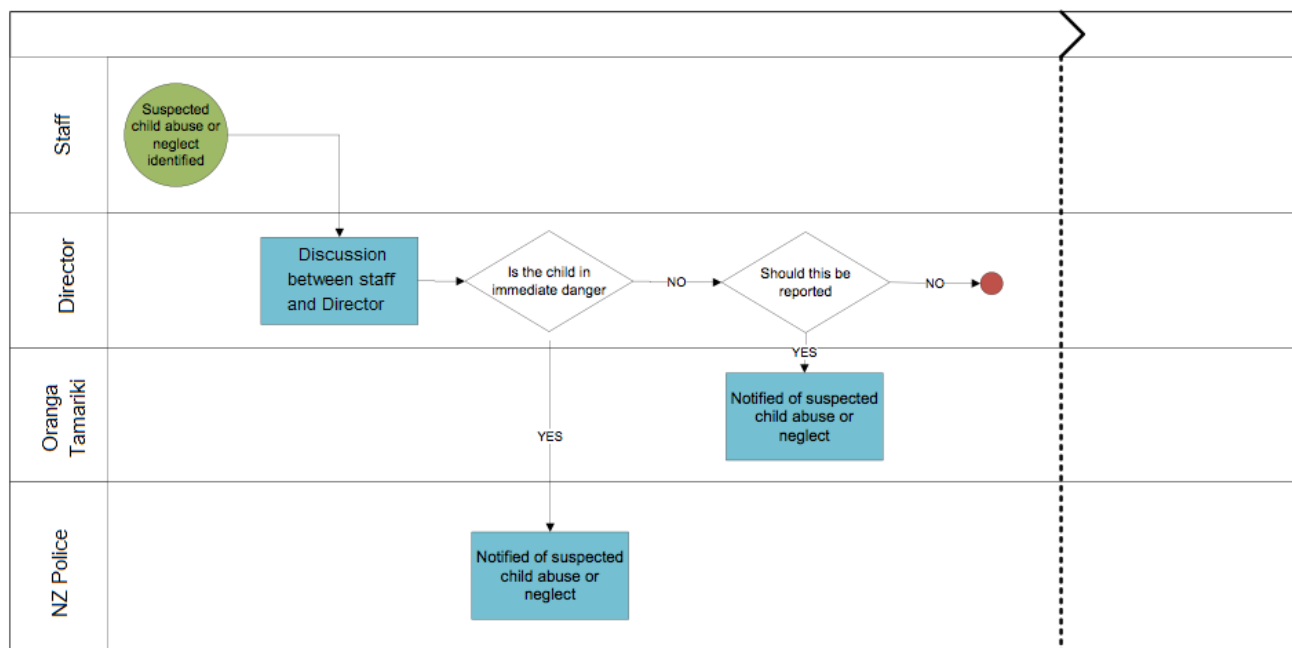 Staff
Suspected
child abuse or
neglect
identified
Director
Discussion
between staff
and Director
Is the child in
immediate danger
NO
Should this be
reported
NO
YES
Oranga
Tamariki
Notified of suspected
child abuse or
neglect
YES
NZ Police
Notified of suspected
child abuse or
neglect